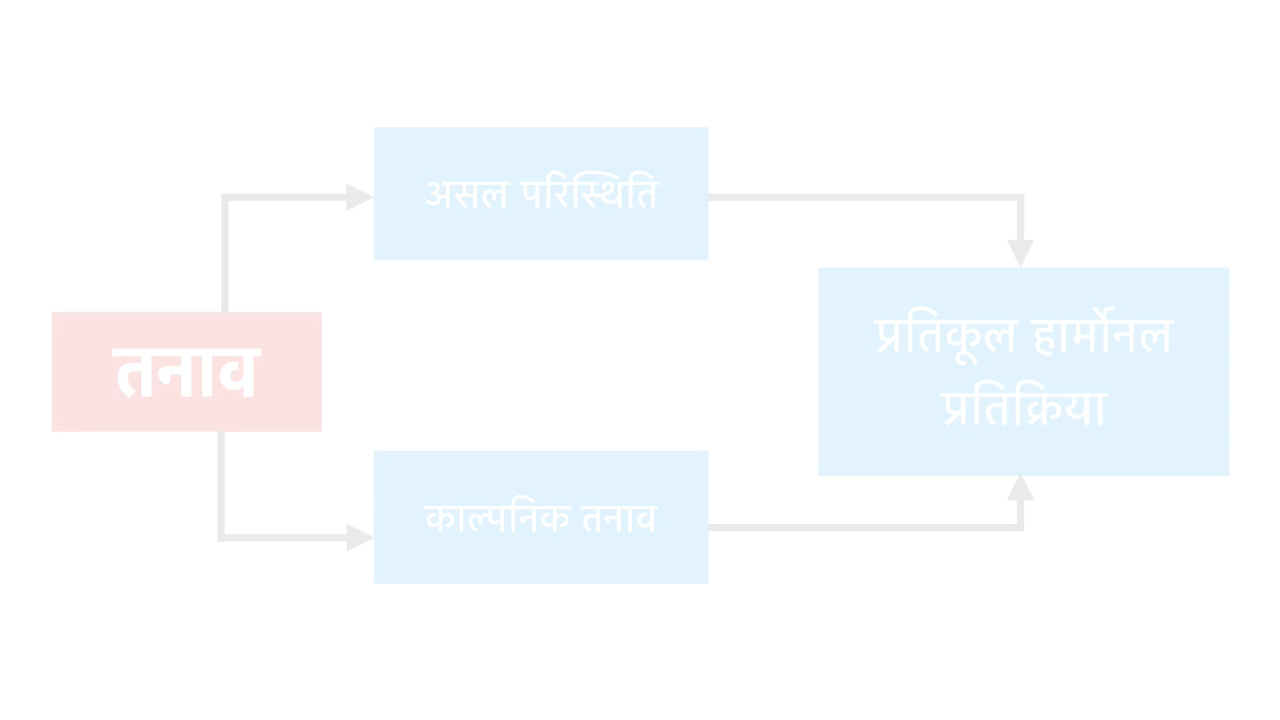 असल परिस्थिति
तनाव
प्रतिकूल हार्मोनल
प्रतिक्रिया
काल्पनिक तनाव